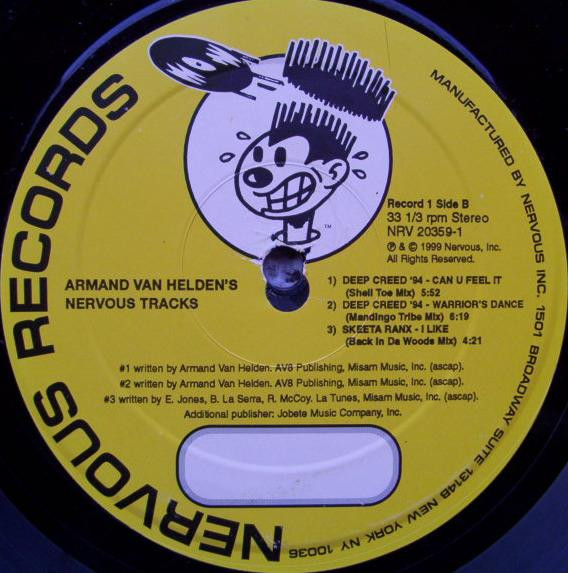 NERVOUS RECORDS
MANUFACTURED BY NERVOUS INC. 1501 BROADWAY SUITE 1314B NEW YORK NY 10036
TM
Record 1 Side B
33 1/3 rpm Stereo
NRV 20359-1
℗ & © 1999 Nervous, Inc.
All Rights Reserved.
ARMAND VAN HELDEN'S
NERVOUS TRACKS
1) DEEP CREED '94 - CAN U FEEL IT
(Shell Toe Mix) 5:52
2) DEEP CREED '94 - WARRIOR'S DANCE
(Mandingo Tribe Mix) 6:19
3) SKEETA RANX - I LIKE
(Back In Da Woods Mix) 4:21
#1 written by Armand Van Helden. AV8 Publishing, Misam Music, Inc. (ascap).
#2 written by Armand Van Helden. AV8 Publishing, Misam Music, Inc. (ascap).
#3 written by E. Jones, B. La Serra, R. McCoy. La Tunes, Misam Music, Inc. (ascap).
Additional publisher: Jobete Music Company, Inc.